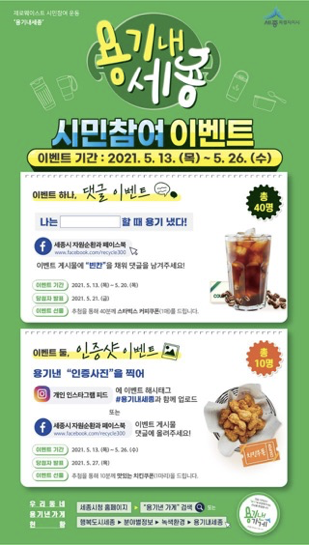 제로웨이스트 시민참여 운동
'용기내세종'
용기내
세종
시민참여 이벤트
이벤트 기간 : 2021. 5. 13. (목) ~ 5. 26. (수)
이벤트 하나, 댓글 이벤트
총
40명
나는 할 때 용기 냈다!
세종시 자원순환과 페이스북
www.facebook.com/recycle300
이벤트 게시물에 "빈칸"을 채워 댓글을 남겨주세요!
이벤트 기간 2021. 5. 13. (목) ~ 5. 20. (목)
당첨자 발표 2021. 5. 21. (금)
이벤트 선물 추첨을 통해 40분께 스타벅스 커피쿠폰(1매)을 드립니다.
이벤트 둘, 인증샷 이벤트
총
10명
용기낸 "인증사진"을 찍어
개인 인스타그램 피드 에 이벤트 해시태그
#용기내세종과 함께 업로드
또는
세종시 자원순환과 페이스북
www.facebook.com/recycle300
이벤트 게시물
댓글에 올려주세요!
이벤트 기간 2021. 5. 13. (목) ~ 5. 26. (수)
당첨자 발표 2021. 5. 27. (목)
이벤트 선물 추첨을 통해 10분께 맛있는 치킨쿠폰(1마리)을 드립니다.
우리동네
용기낸가게
현황
세종시청 홈페이지 ▶ "용기낸 가게" 검색 또는
행복도시세종 ▶ 분야별정보 ▶ 녹색환경 ▶ 용기내세종
용기내
세종